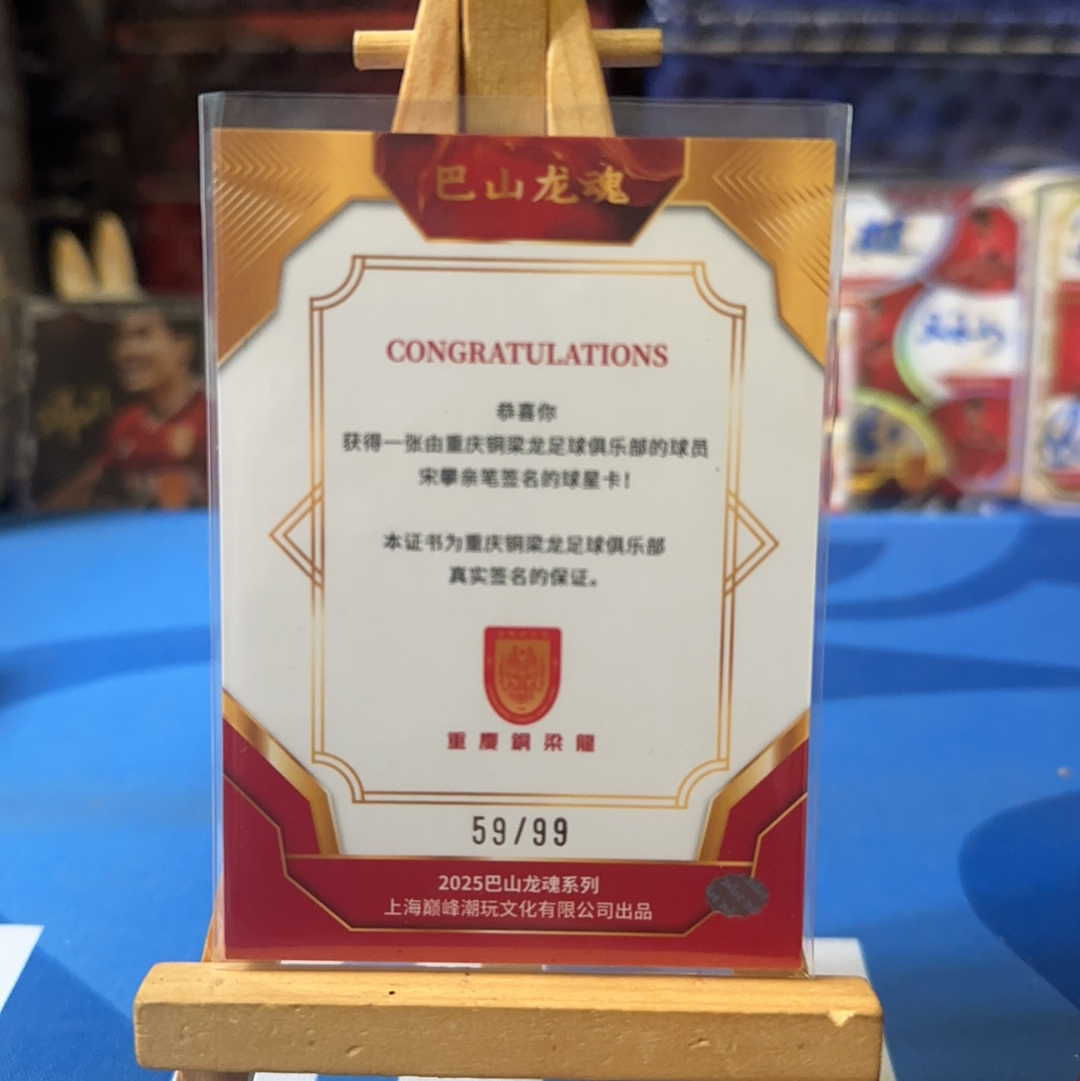 巴山龙魂
CONGRATULATIONS
恭喜你
获得一张由重庆铜梁龙足球俱乐部的球员
宋攀亲笔签名的球星卡!
本证书为重庆铜梁龙足球俱乐部
真实签名的保证。
重慶銅梁龍
59/99
2025巴山龙魂系列
上海巅峰潮玩文化有限公司出品